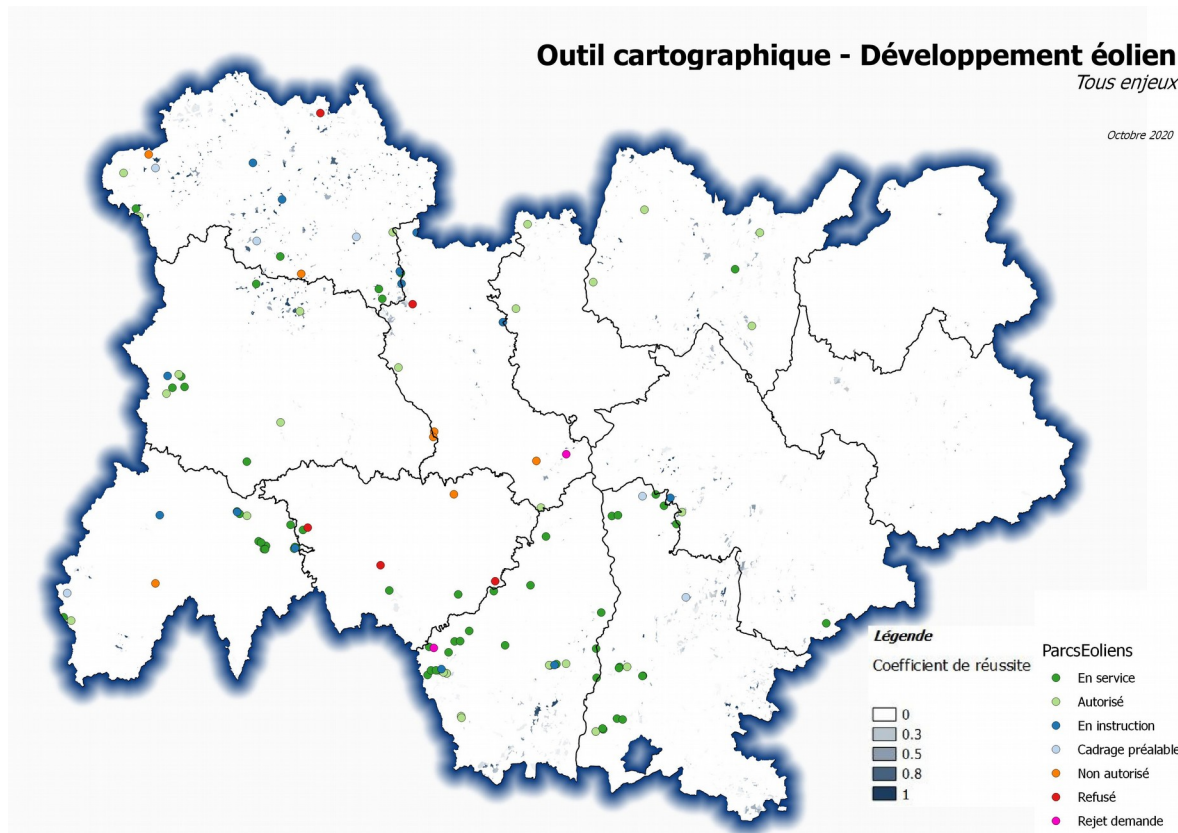 Outil cartographique - Développement éolien
Tous enjeux
Octobre 2020
Légende
Coefficient de réussite
0
0.3
0.5
0.8
1
ParcsEoliens
En service
Autorisé
En instruction
Cadrage préalable
Non autorisé
Refusé
Rejet demande